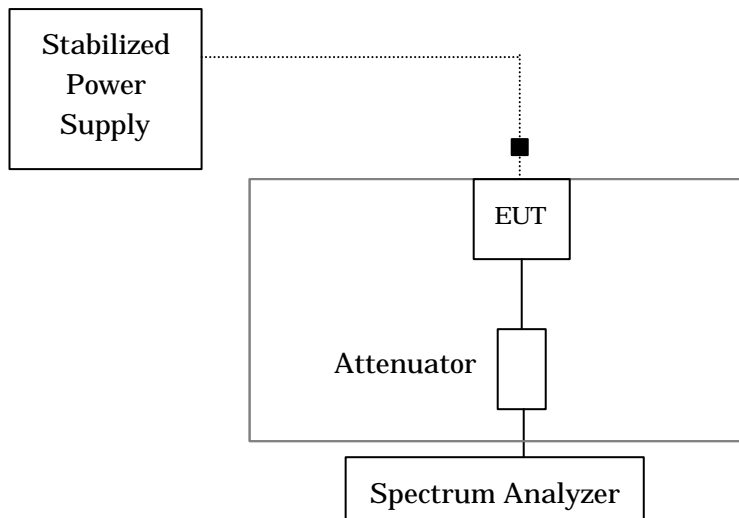 Stabilized
Power
Supply
EUT
Attenuator
Spectrum Analyzer